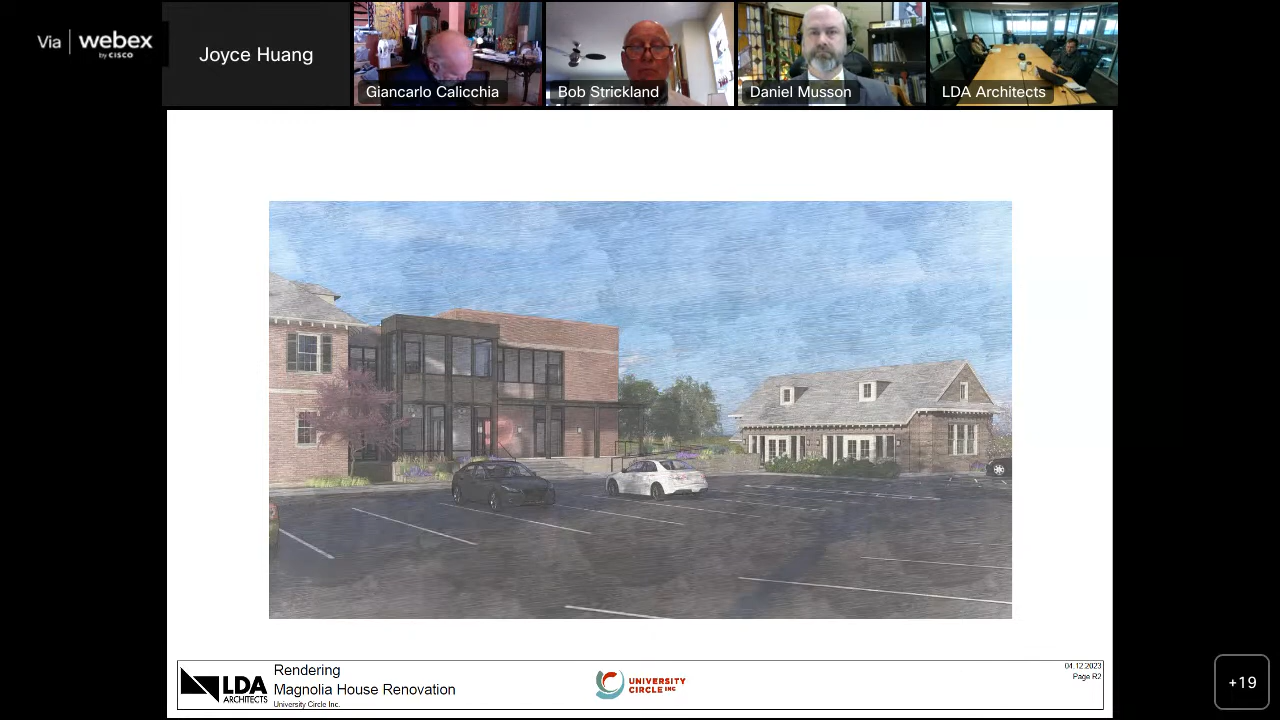 Via webex
by CISCO
Joyce Huang
Giancarlo Calicchia
Bob Strickland
Daniel Musson
LDA Architects
LDA
ARCHITECTS
Rendering
Magnolia House Renovation
University Circle Inc.
UNIVERSITY
CIRCLE INC
04.12.2023
Page R2
+19